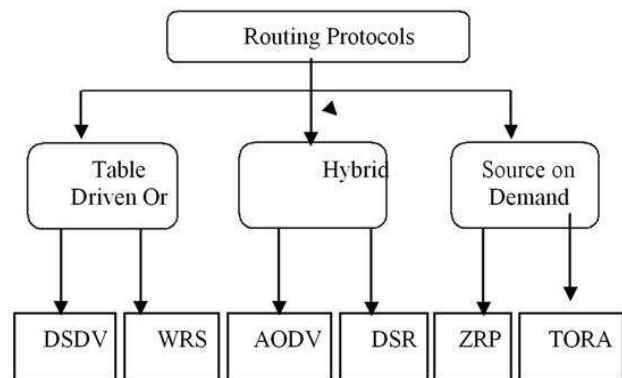 Routing Protocols
Table
Driven Or
Hybrid
Source on
Demand
DSDV
WRS
AODV
DSR
ZRP
TORA